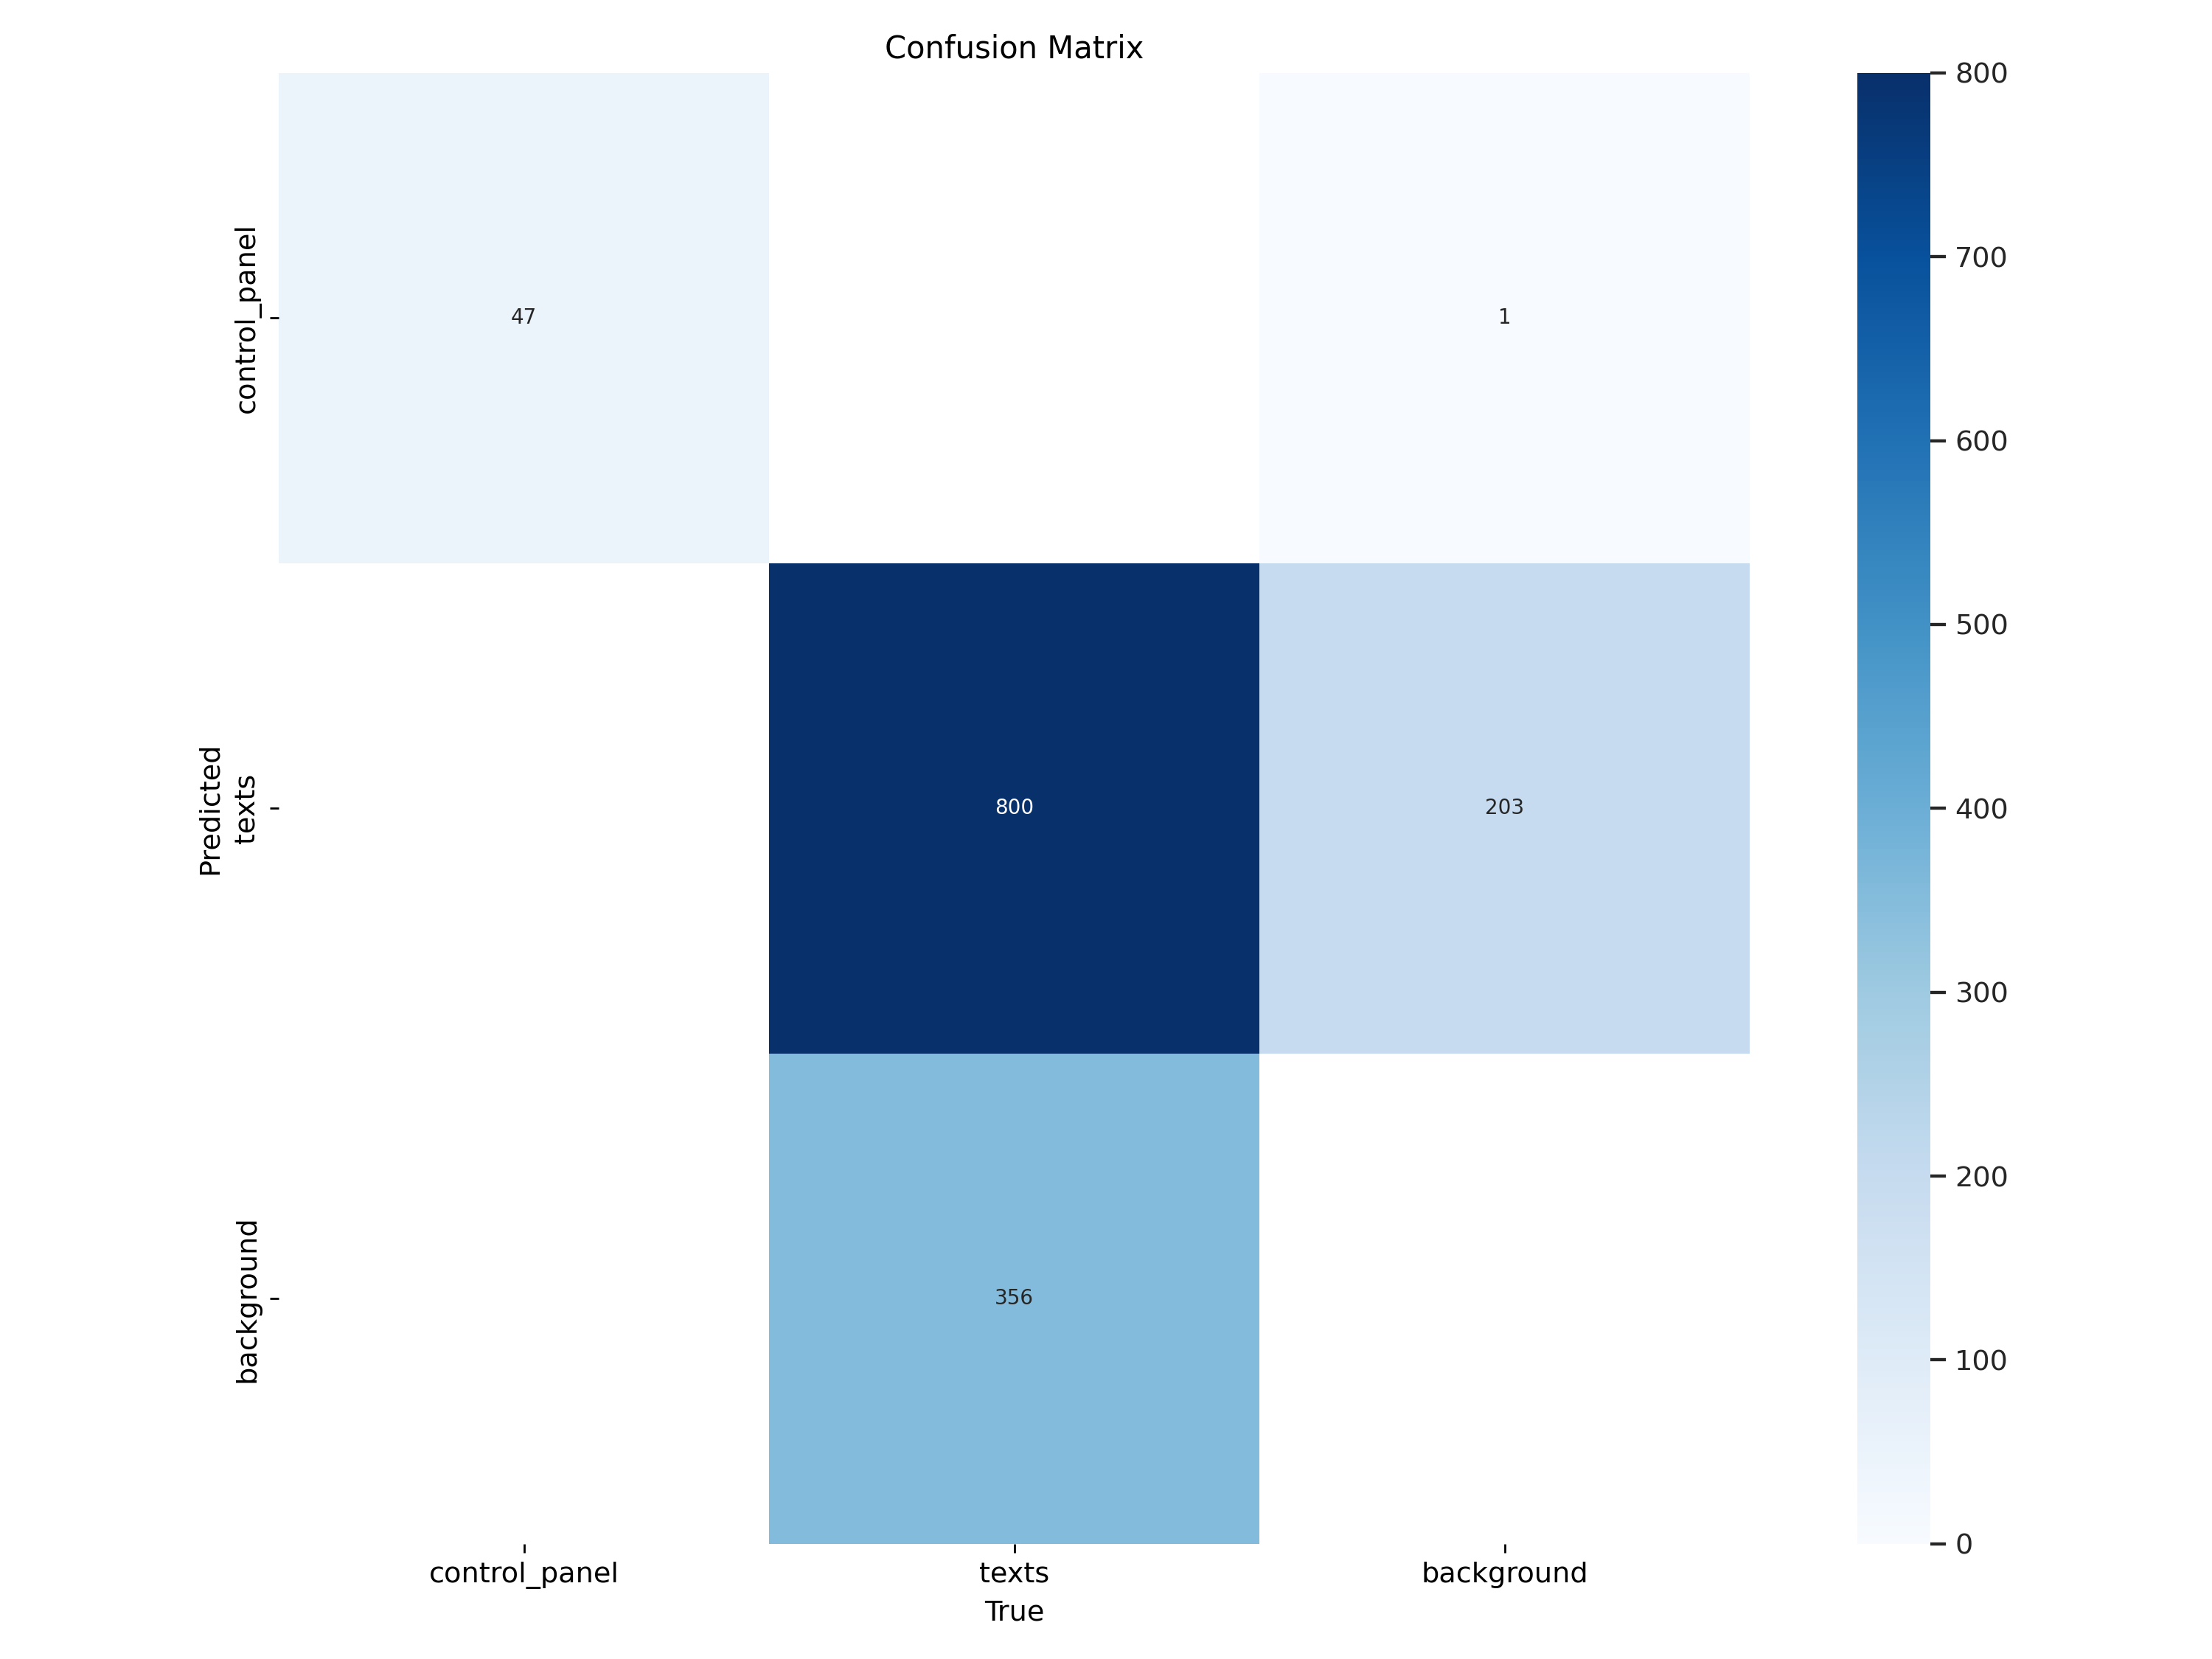 Confusion Matrix
control_panel
47
1
Predicted
texts
800
203
background
356
control_panel
texts
background
True
800
700
600
500
400
300
200
100
0